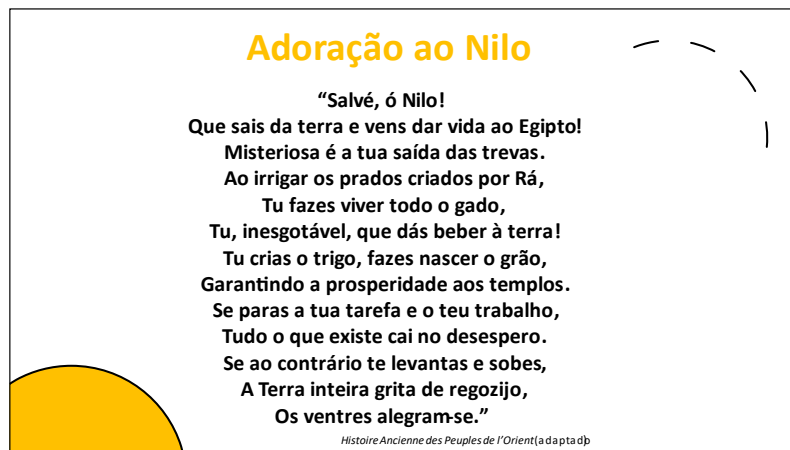 Adoração ao Nilo
“Salvé, ó Nilo!
Que sais da terra e vens dar vida ao Egipto!
Misteriosa é a tua saída das trevas.
Ao irrigar os prados criados por Rá,
Tu fazes viver todo o gado,
Tu, inesgotável, que dás beber à terra!
Tu crias o trigo, fazes nascer o grão,
Garantindo a prosperidade aos templos.
Se paras a tua tarefa e o teu trabalho,
Tudo o que existe cai no desespero.
Se ao contrário te levantas e sobes,
A Terra inteira grita de regozijo,
Os ventres alegram-se.”
Histoire Ancienne des Peuples de l’Orient (adaptado)